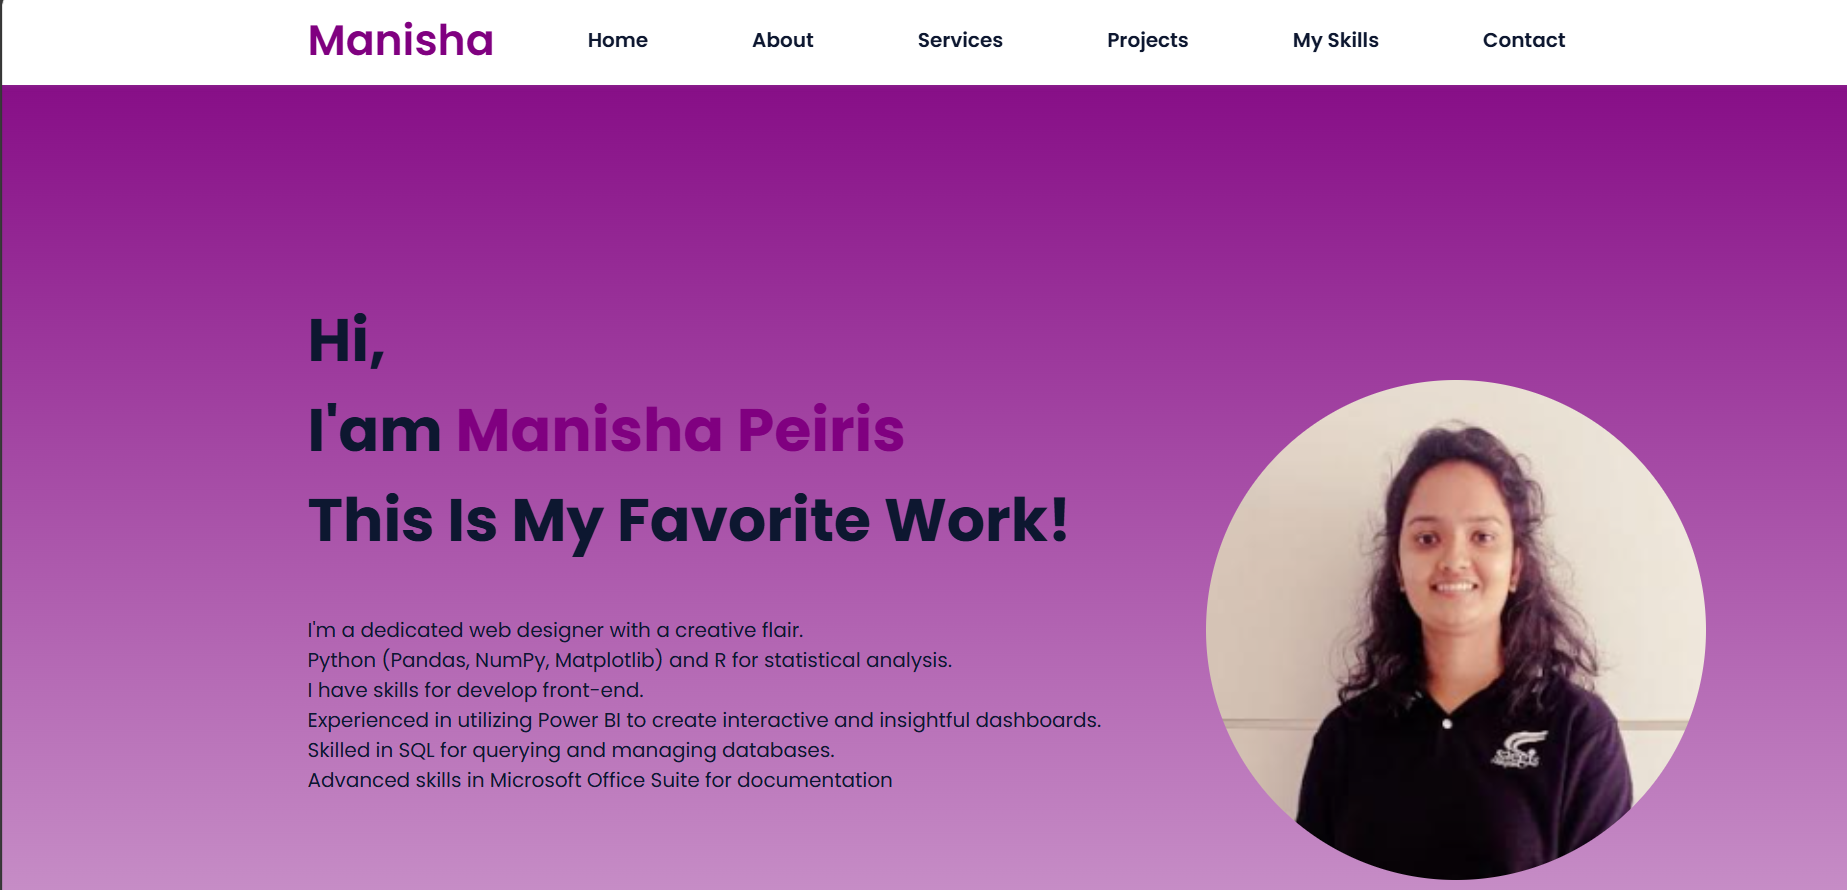 Manisha Home About Services Projects My Skills Contact
Hi,
I'am Manisha Peiris
This Is My Favorite Work!
I'm a dedicated web designer with a creative flair.
Python (Pandas, NumPy, Matplotlib) and R for statistical analysis.
I have skills for develop front-end.
Experienced in utilizing Power BI to create interactive and insightful dashboards.
Skilled in SQL for querying and managing databases.
Advanced skills in Microsoft Office Suite for documentation